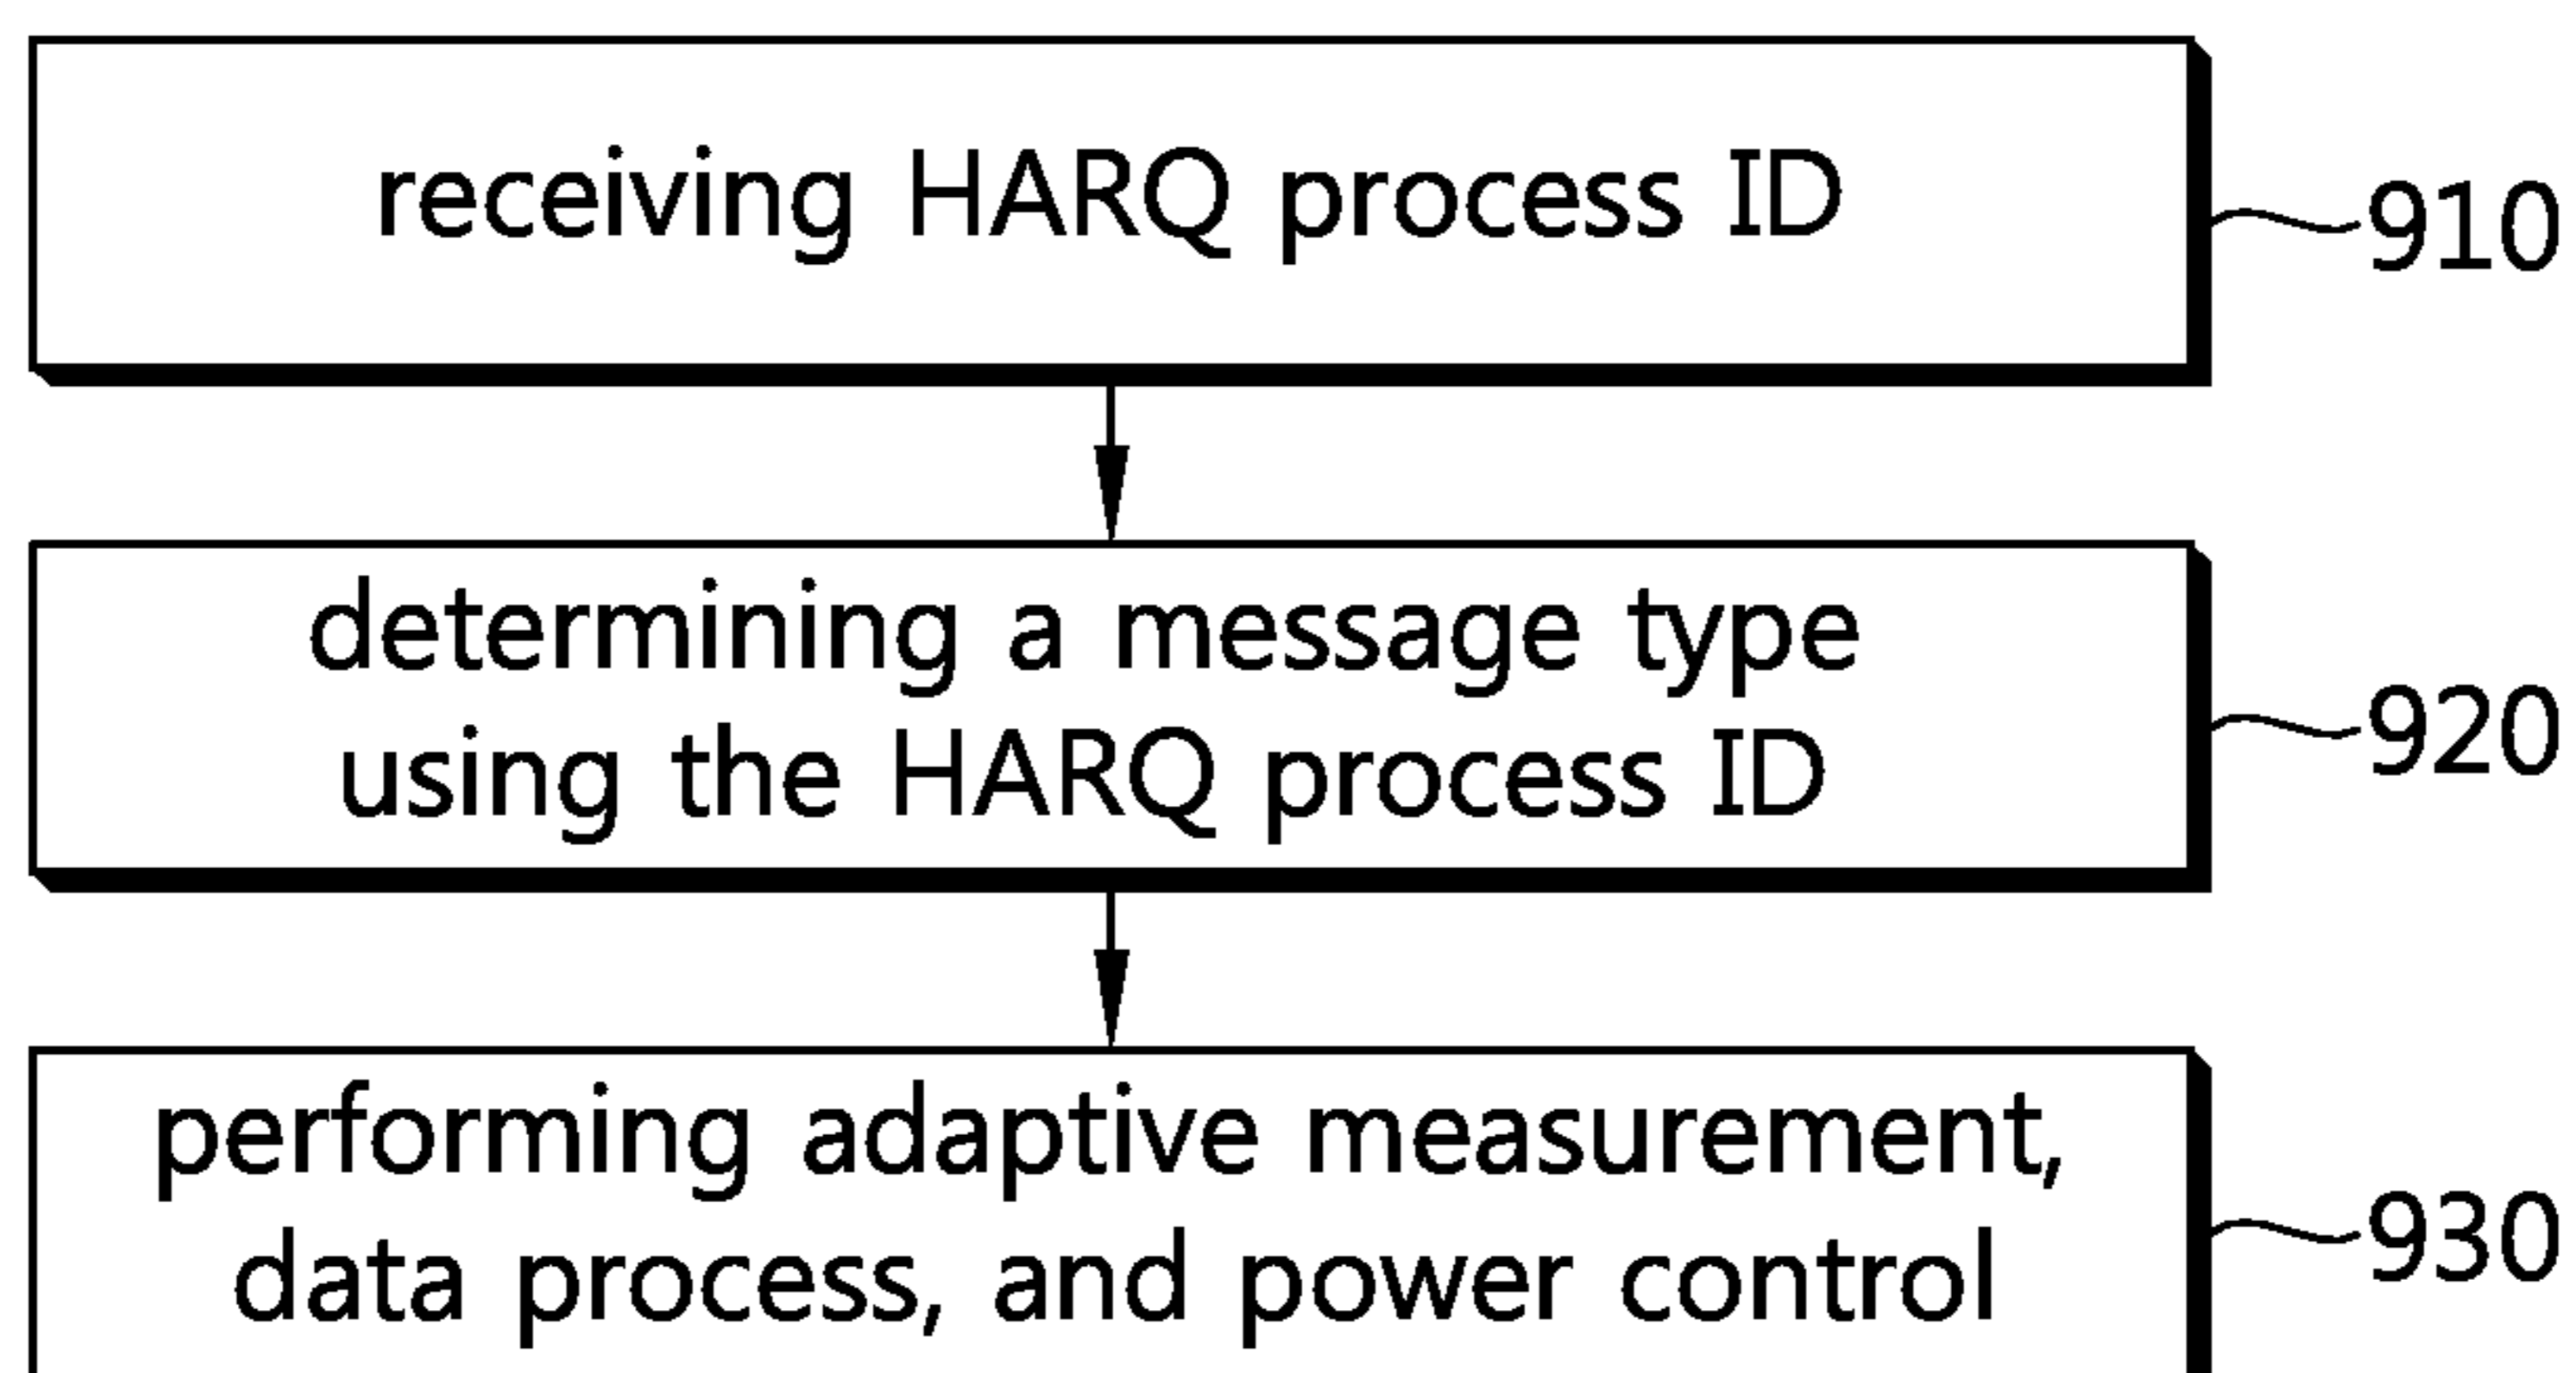 receiving HARQ process ID
910
determining a message type
using the HARQ process ID
920
performing adaptive measurement,
data process, and power control
930